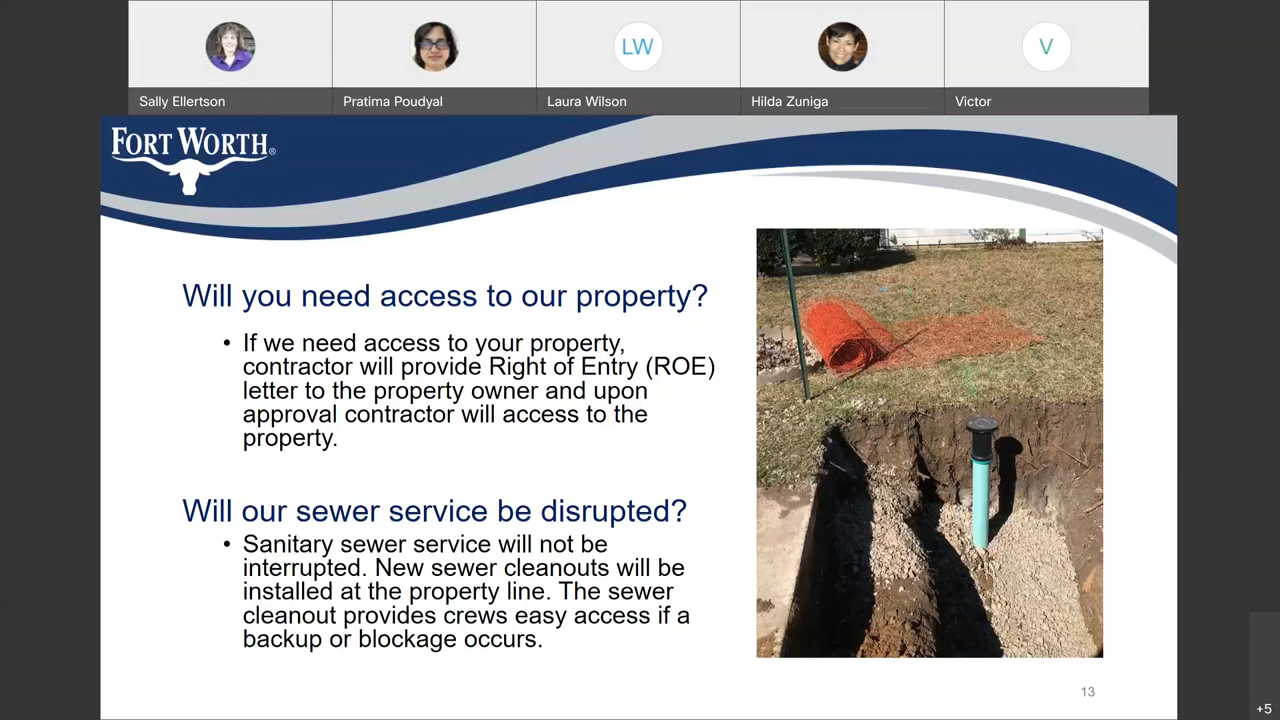 LW
V
Sally Ellertson
Pratima Poudyal
Laura Wilson
Hilda Zuniga
Victor
FORT WORTH®
Will you need access to our property?
• If we need access to your property,
contractor will provide Right of Entry (ROE)
letter to the property owner and upon
approval contractor will access to the
property.
Will our sewer service be disrupted?
• Sanitary sewer service will not be
interrupted. New sewer cleanouts will be
installed at the property line. The sewer
cleanout provides crews easy access if a
backup or blockage occurs.
13
+5